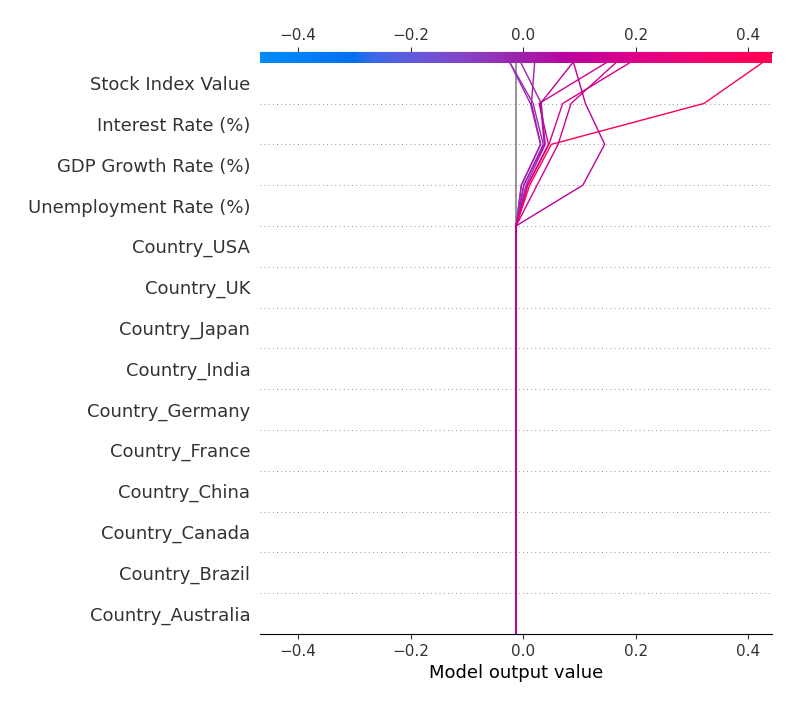 −0.4 −0.2 0.0 0.2 0.4
Stock Index Value
Interest Rate (%)
GDP Growth Rate (%)
Unemployment Rate (%)
Country_USA
Country_UK
Country_Japan
Country_India
Country_Germany
Country_France
Country_China
Country_Canada
Country_Brazil
Country_Australia
−0.4 −0.2 0.0 0.2 0.4
Model output value